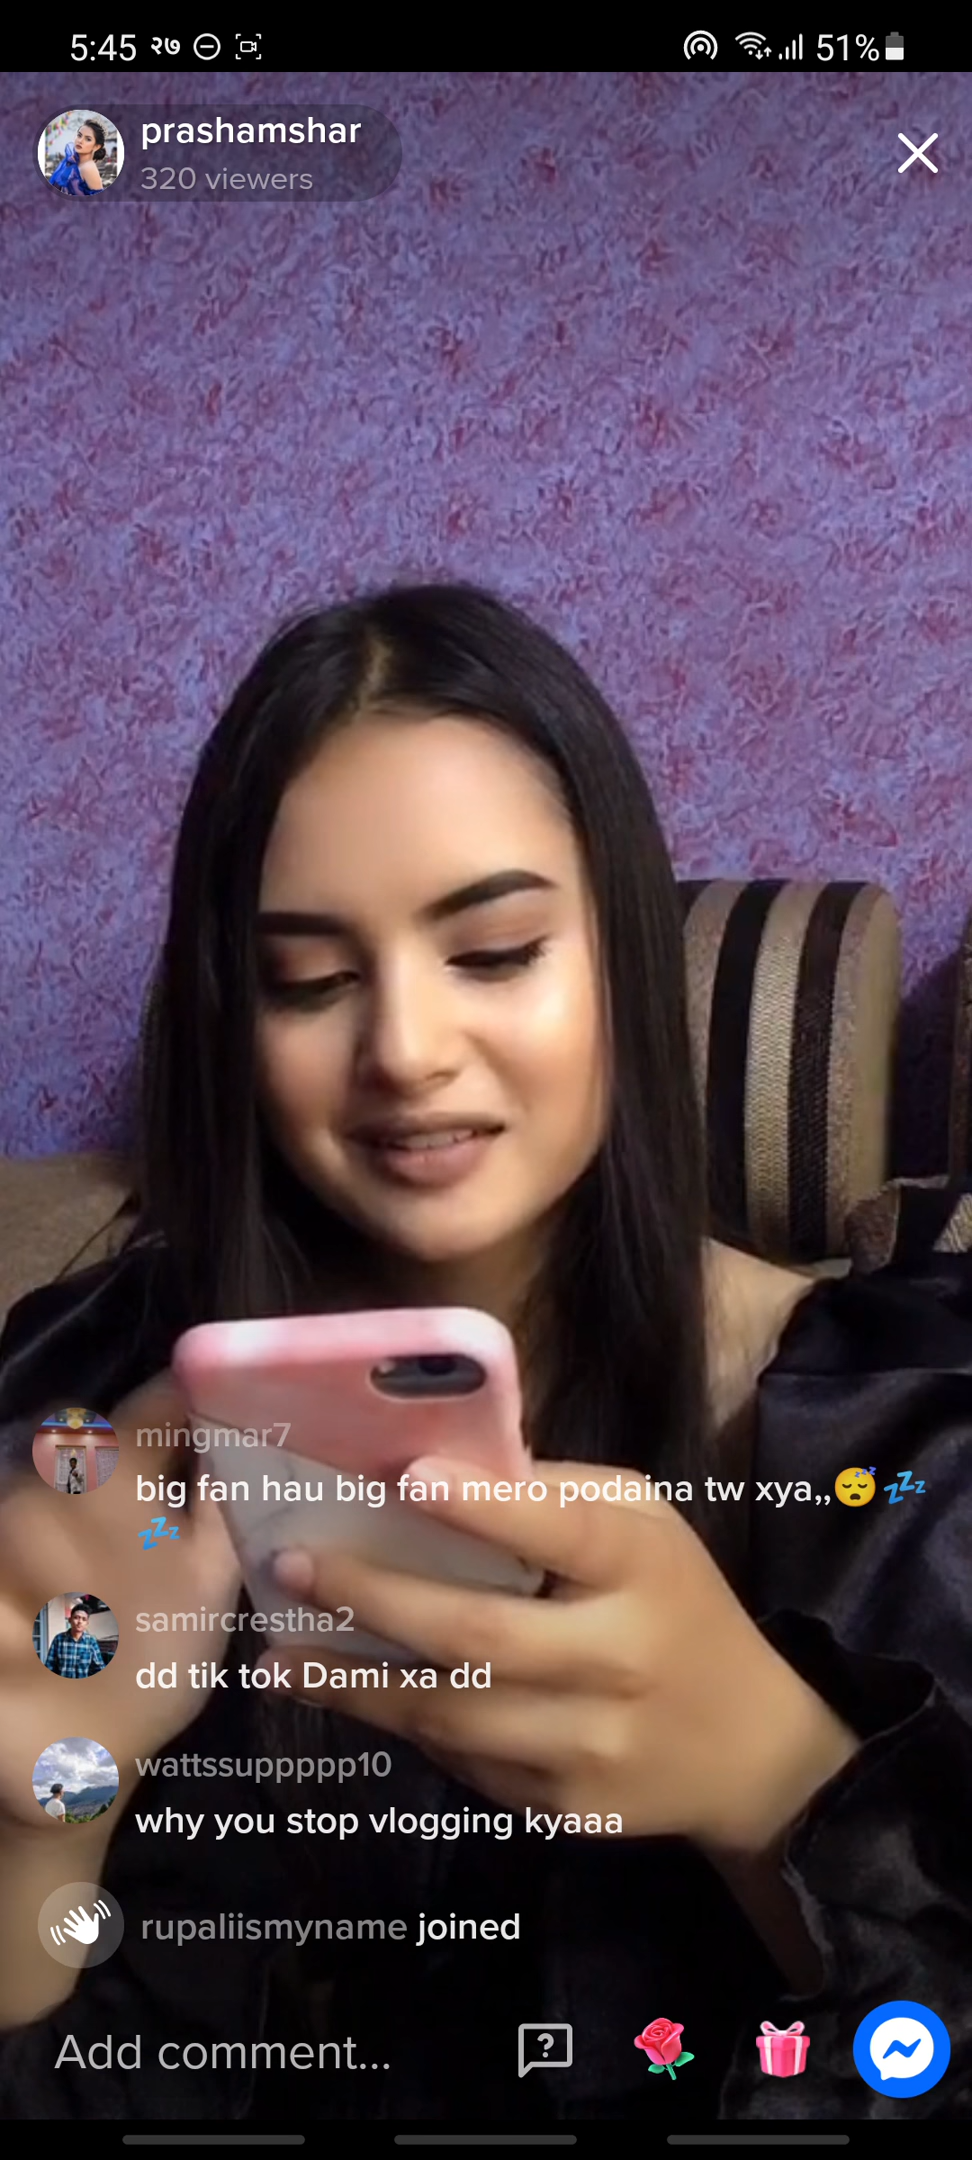 5:45 २७ 51%
prashamshar
320 viewers
mingmar7
big fan hau big fan mero podaina tw xya,,😴💤
💤
samircrestha2
dd tik tok Dami xa dd
wattssuppppp10
why you stop vlogging kyaaa
rupaliismyname joined
Add comment...